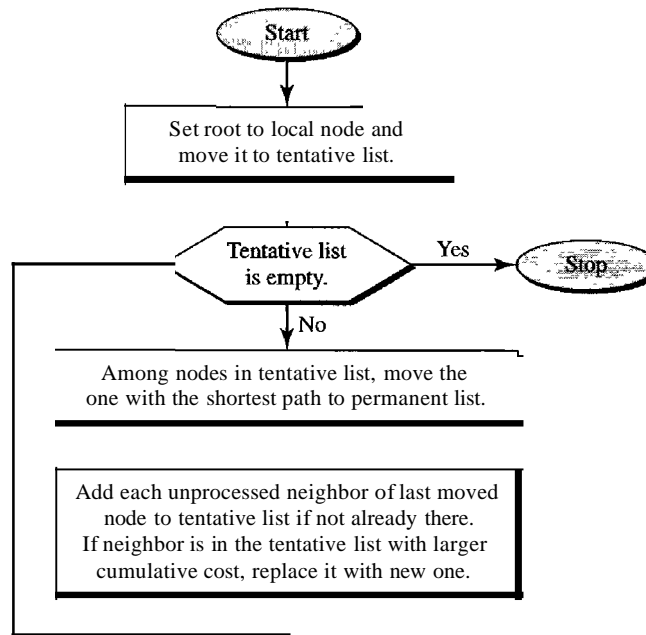 Start
Set root to local node and
move it to tentative list.
Tentative list
is empty.
Yes
Stop
No
Among nodes in tentative list, move the
one with the shortest path to permanent list.
Add each unprocessed neighbor of last moved
node to tentative list if not already there.
If neighbor is in the tentative list with larger
cumulative cost, replace it with new one.